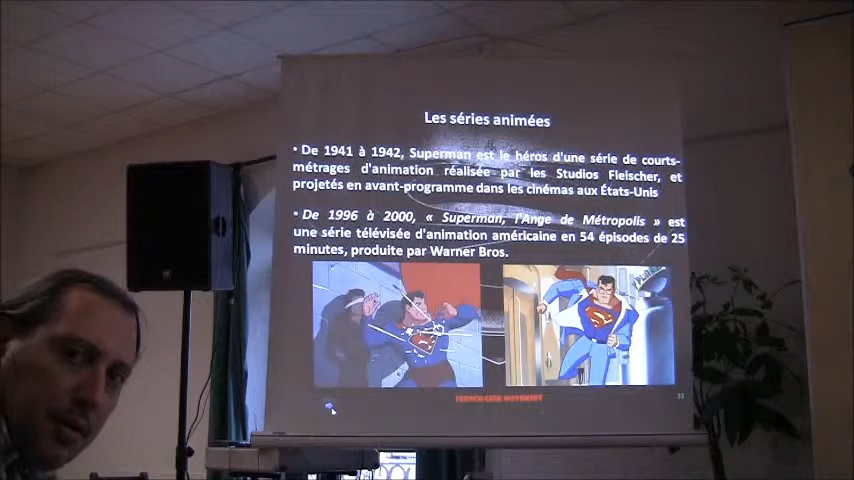 Les séries animées
• De 1941 à 1942, Superman est le héros d'une série de courts-
métrages d'animation réalisée par les Studios Fleischer, et
projetés en avant-programme dans les cinémas aux États-Unis.
• De 1996 à 2000, « Superman, l'Ange de Métropolis » est
une série télévisée d'animation américaine en 54 épisodes de 25
minutes, produite par Warner Bros.
FRENCH GEEK MOVEMENT